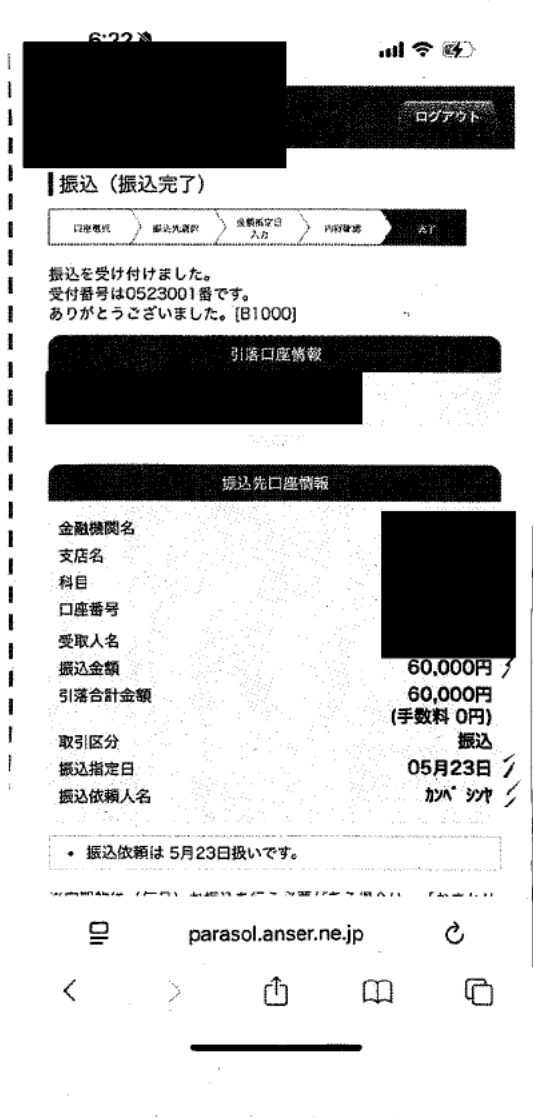 6:22
ログアウト
振込（振込完了）
口座選択
振込先選択
金額指定日
入力
内容確認
完了
振込を受け付けました。
受付番号は0523001番です。
ありがとうございました。[B1000]
引落口座情報
振込先口座情報
金融機関名
支店名
科目
口座番号
受取人名
振込金額 60,000円
引落合計金額 60,000円
(手数料 0円)
取引区分 振込
振込指定日 05月23日
振込依頼人名 ｶﾝﾍﾞ ｼﾝﾔ
・ 振込依頼は 5月23日扱いです。
parasol.anser.ne.jp